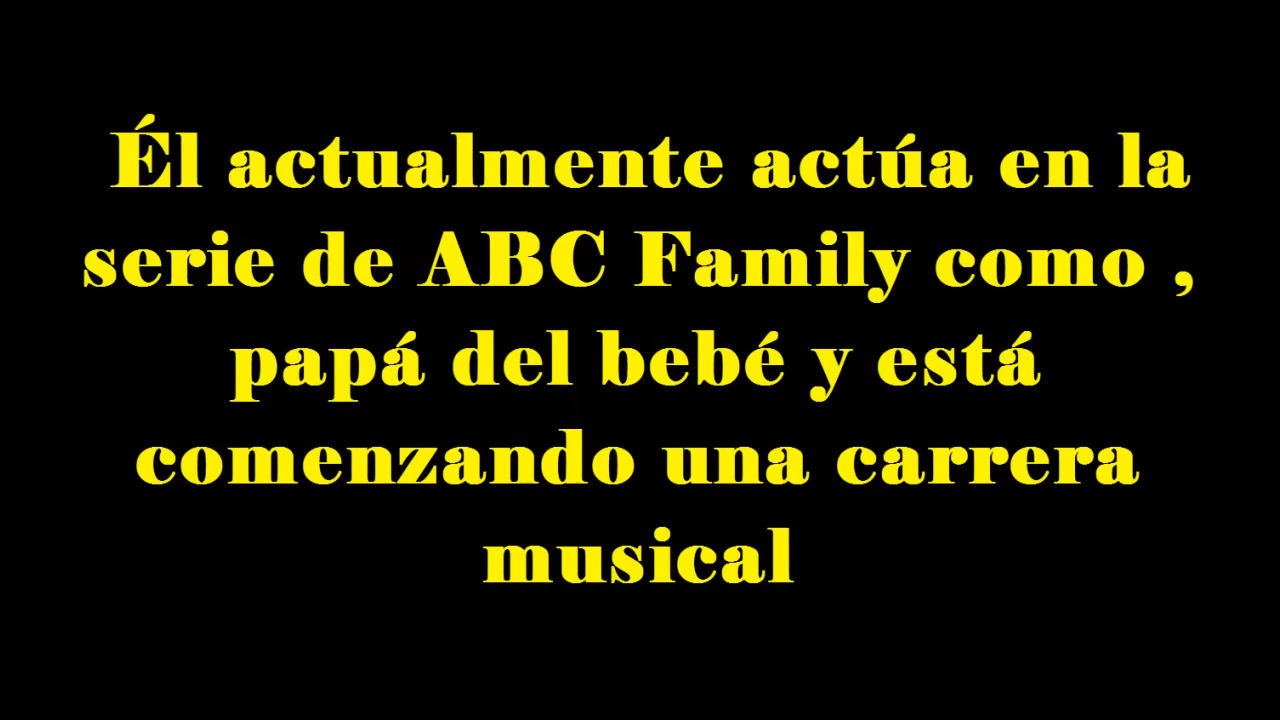 Él actualmente actúa en la
serie de ABC Family como ,
papá del bebé y está
comenzando una carrera
musical